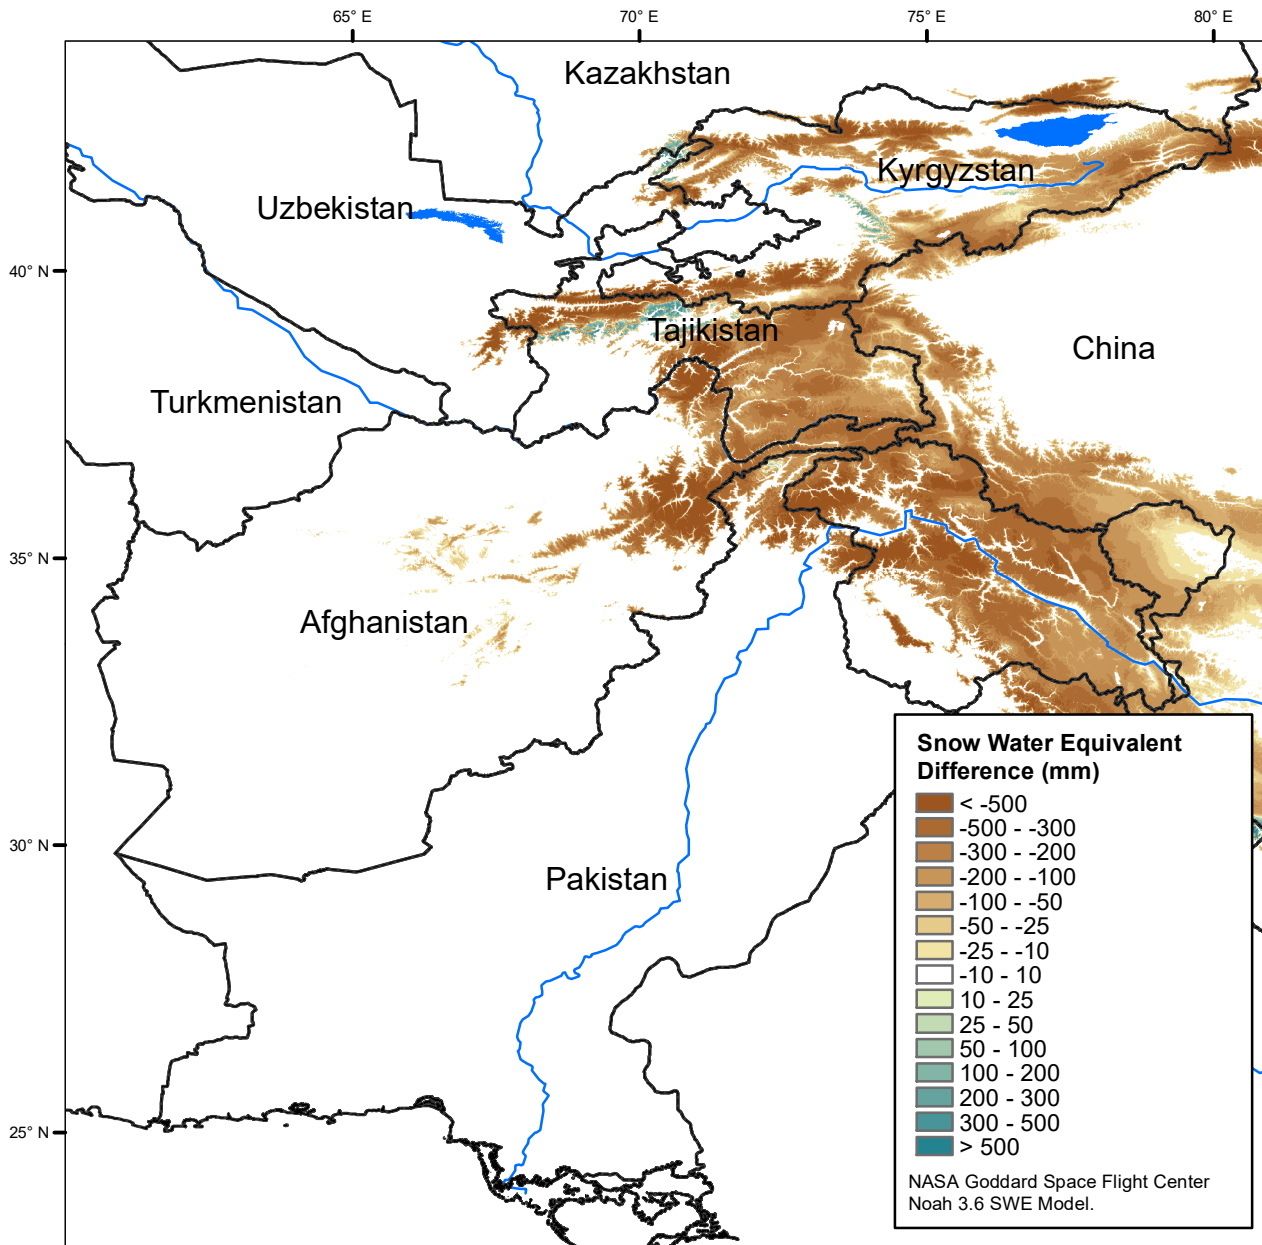 65° E
70° E
75° E
80° E
Kazakhstan
Kyrgyzstan
Uzbekistan
40° N
Tajikistan
China
Turkmenistan
35° N
Afghanistan
30° N
Pakistan
25° N
Snow Water Equivalent
Difference (mm)
< -500
-500 - -300
-300 - -200
-200 - -100
-100 - -50
-50 - -25
-25 - -10
-10 - 10
10 - 25
25 - 50
50 - 100
100 - 200
200 - 300
300 - 500
> 500
NASA Goddard Space Flight Center
Noah 3.6 SWE Model.